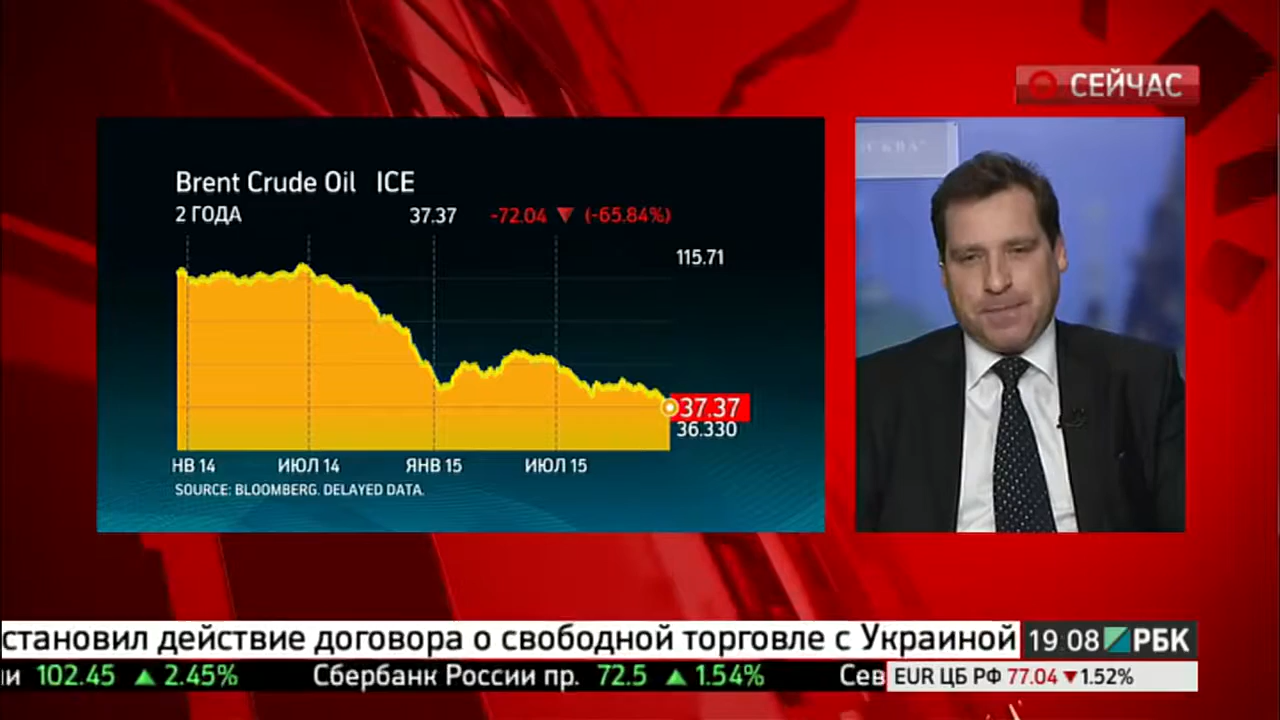 СЕЙЧАС
Brent Crude Oil ICE
2 ГОДА 37.37 -72.04 ▼ (-65.84%)
115.71
37.37
36.330
НВ 14 ИЮЛ 14 ЯНВ 15 ИЮЛ 15
SOURCE: BLOOMBERG. DELAYED DATA.
становил действие договора о свободной торговле с Украиной 19:08 РБК
ии 102.45 ▲ 2.45% Сбербанк России пр. 72.5 ▲ 1.54% Сев EUR ЦБ РФ 77.04 ▼ 1.52%